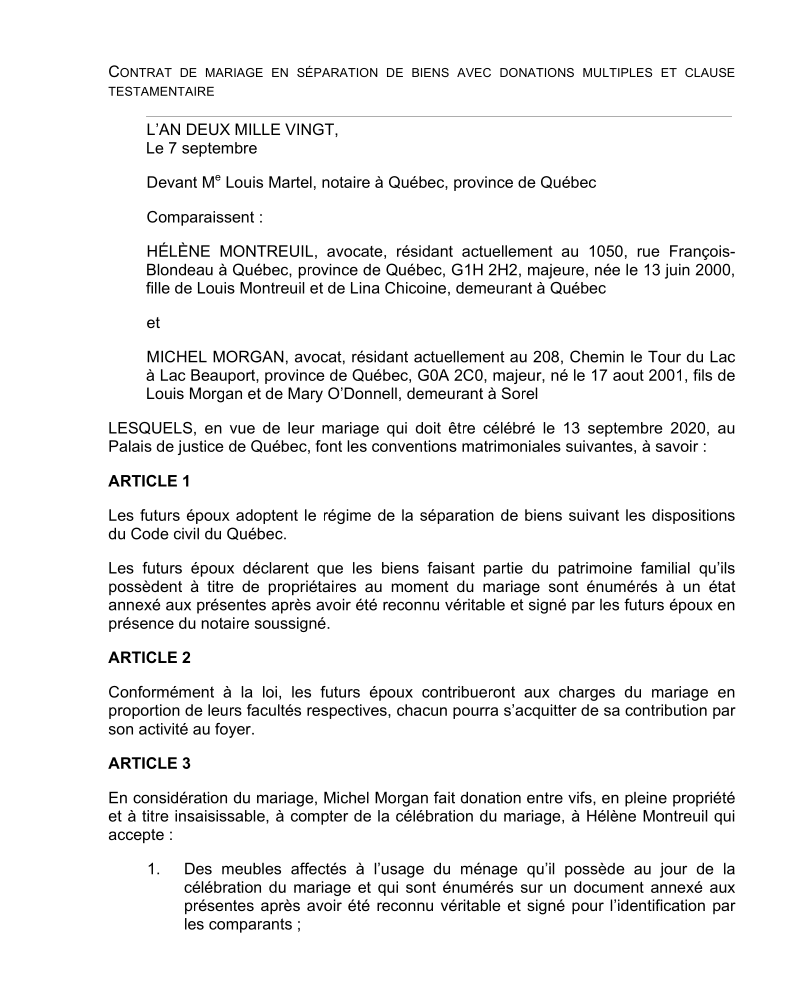 CONTRAT DE MARIAGE EN SÉPARATION DE BIENS AVEC DONATIONS MULTIPLES ET CLAUSE
TESTAMENTAIRE
L'AN DEUX MILLE VINGT,
Le 7 septembre
Devant Me Louis Martel, notaire à Québec, province de Québec
Comparaissent :
HÉLÈNE MONTREUIL, avocate, résidant actuellement au 1050, rue François-
Blondeau à Québec, province de Québec, G1H 2H2, majeure, née le 13 juin 2000,
fille de Louis Montreuil et de Lina Chicoine, demeurant à Québec
et
MICHEL MORGAN, avocat, résidant actuellement au 208, Chemin le Tour du Lac
à Lac Beauport, province de Québec, G0A 2C0, majeur, né le 17 aout 2001, fils de
Louis Morgan et de Mary O'Donnell, demeurant à Sorel
LESQUELS, en vue de leur mariage qui doit être célébré le 13 septembre 2020, au
Palais de justice de Québec, font les conventions matrimoniales suivantes, à savoir :
ARTICLE 1
Les futurs époux adoptent le régime de la séparation de biens suivant les dispositions
du Code civil du Québec.
Les futurs époux déclarent que les biens faisant partie du patrimoine familial qu'ils
possèdent à titre de propriétaires au moment du mariage sont énumérés à un état
annexé aux présentes après avoir été reconnu véritable et signé par les futurs époux en
présence du notaire soussigné.
ARTICLE 2
Conformément à la loi, les futurs époux contribueront aux charges du mariage en
proportion de leurs facultés respectives, chacun pourra s'acquitter de sa contribution par
son activité au foyer.
ARTICLE 3
En considération du mariage, Michel Morgan fait donation entre vifs, en pleine propriété
et à titre insaisissable, à compter de la célébration du mariage, à Hélène Montreuil qui
accepte :
1. Des meubles affectés à l'usage du ménage qu'il possède au jour de la
célébration du mariage et qui sont énumérés sur un document annexé aux
présentes après avoir été reconnu véritable et signé pour l'identification par
les comparants ;